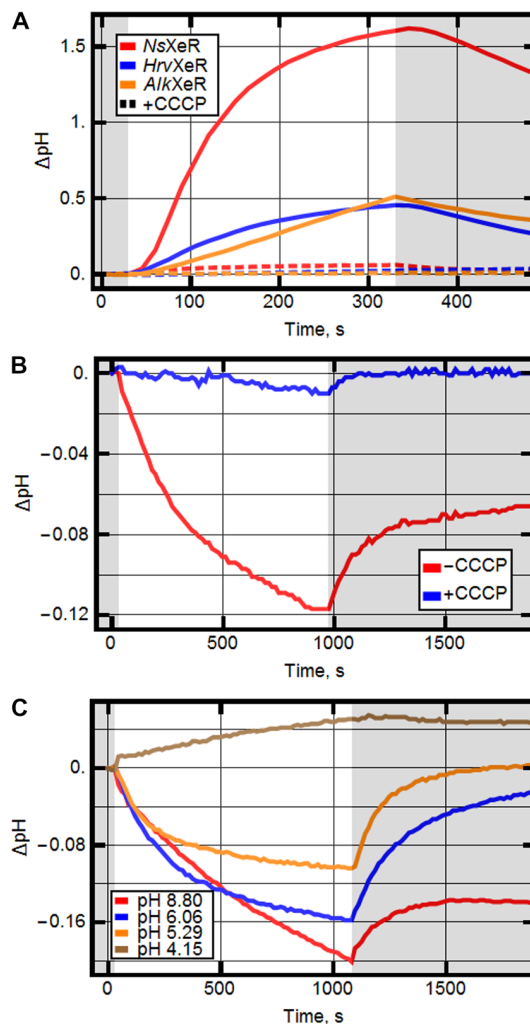 A
NsXeR
HrvXeR
AlkXeR
+CCCP
ΔpH
1.5
1.
0.5
0.
0 100 200 300 400
Time, s
B
ΔpH
0.
−0.04
−0.08
−0.12
−CCCP
+CCCP
0 500 1000 1500
Time, s
C
ΔpH
0.
−0.08
−0.16
pH 8.80
pH 6.06
pH 5.29
pH 4.15
0 500 1000 1500
Time, s